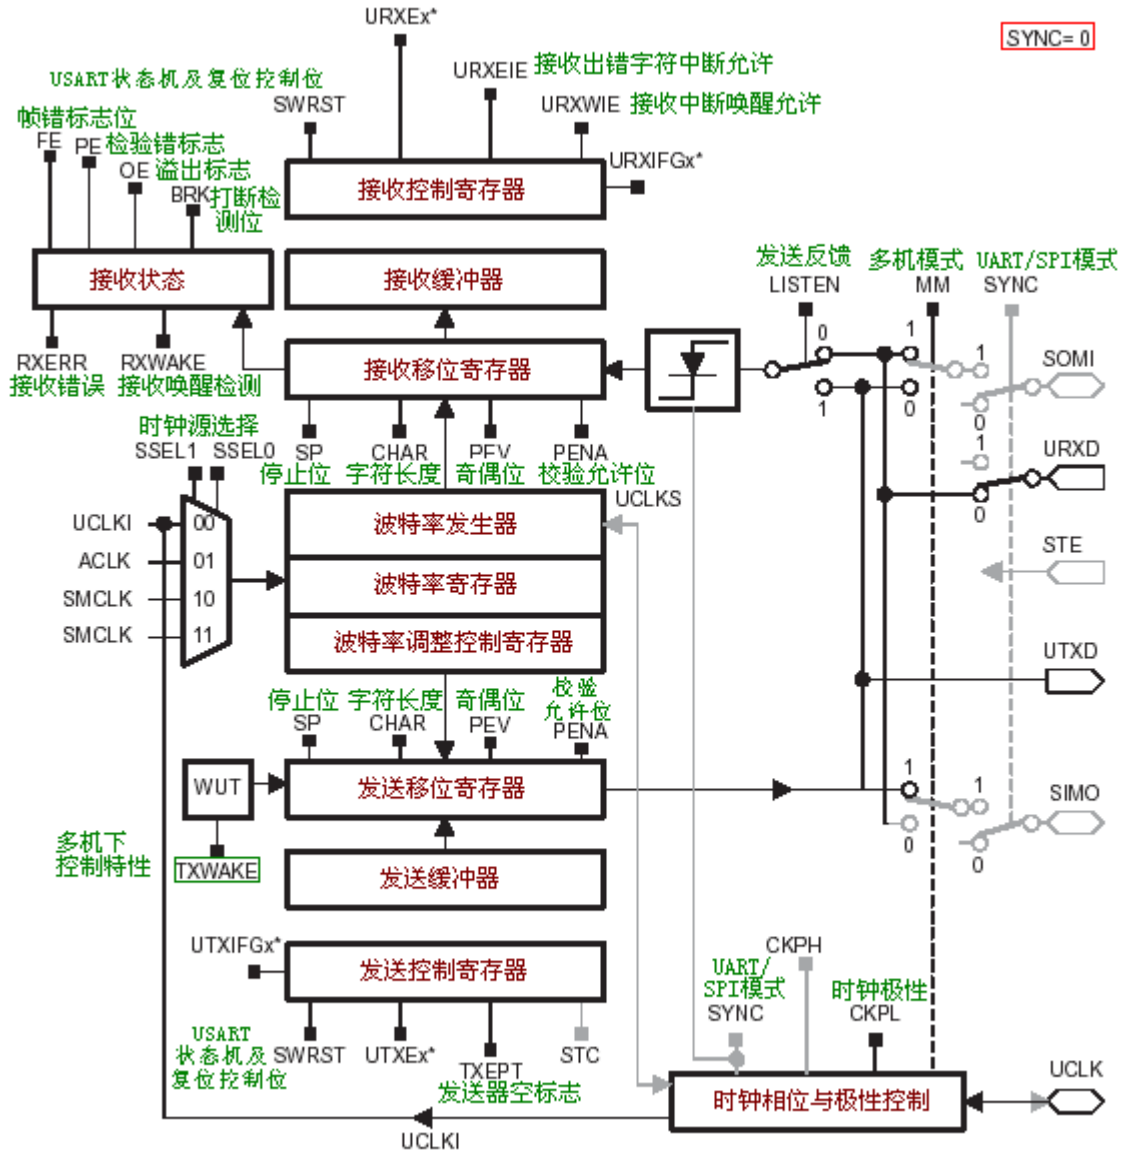 URXEx*
SYNC= 0
URXEIE 接收出错字符中断允许
USART状态机及复位控制位
SWRST
URXWIE 接收中断唤醒允许
帧错标志位
FE
PE 检验错标志
OE 溢出标志
BRK 打断检
测位
URXIFGx*
接收控制寄存器
接收状态
接收缓冲器
发送反馈
LISTEN
多机模式
MM
UART/SPI模式
SYNC
RXERR
接收错误
RXWAKE
接收唤醒检测
接收移位寄存器
0
1
1
0
1
0
SOMI
时钟源选择
SSEL1 SSEL0
SP
停止位
CHAR
字符长度
PEV
奇偶位
PENA
校验允许位
1
0
URXD
UCLKS
UCLKI
00
ACLK
01
SMCLK
10
SMCLK
11
波特率发生器
波特率寄存器
波特率调整控制寄存器
STE
UTXD
停止位
SP
字符长度
CHAR
奇偶位
PEV
校验
允许位
PENA
WUT
发送移位寄存器
1
0
1
0
SIMO
多机下
控制特性
TXWAKE
发送缓冲器
UTXIFGx*
发送控制寄存器
CKPH
UART/
SPI模式
SYNC
时钟极性
CKPL
USART
状态机及
复位控制位
SWRST
UTXEx*
TXEPT
发送器空标志
STC
时钟相位与极性控制
UCLK
UCLKI